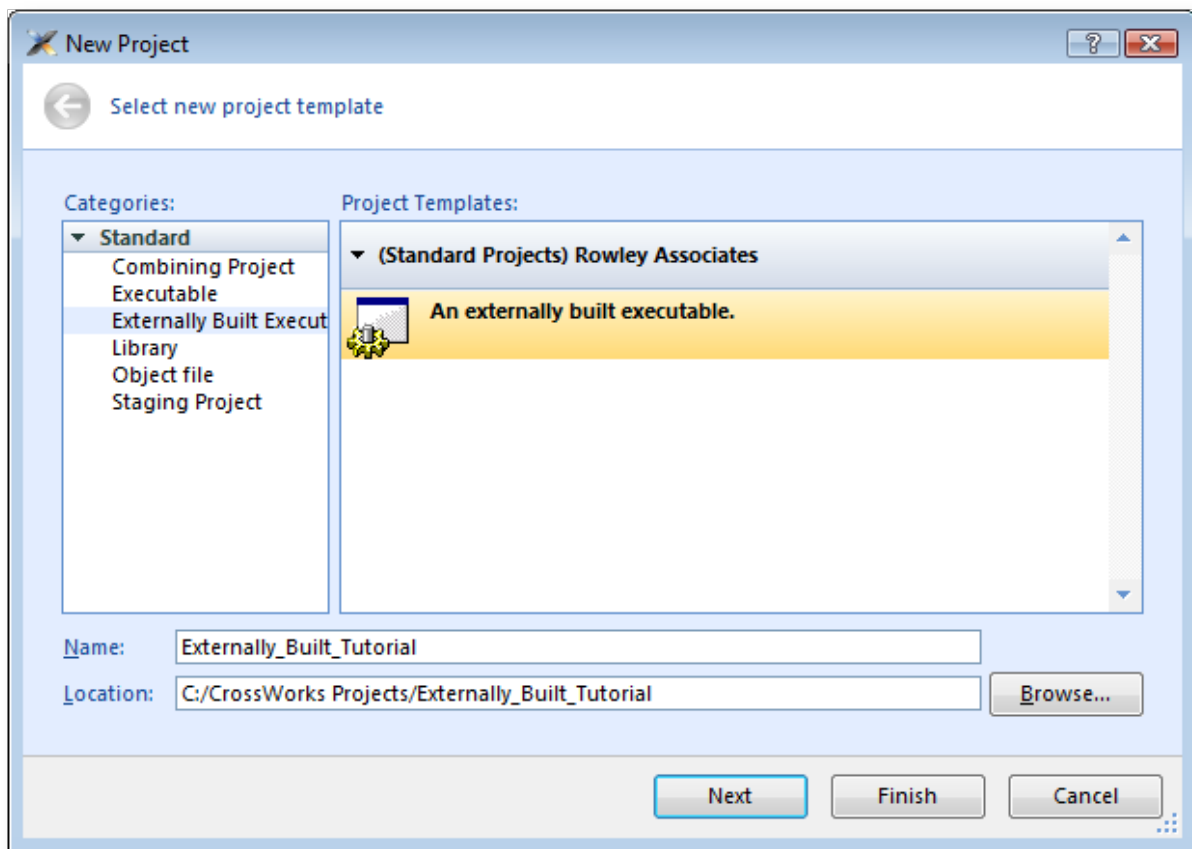 New Project
Select new project template
Categories:
Standard
Combining Project
Executable
Externally Built Execut
Library
Object file
Staging Project
Project Templates:
(Standard Projects) Rowley Associates
An externally built executable.
Name:
Externally_Built_Tutorial
Location:
C:/CrossWorks Projects/Externally_Built_Tutorial
Browse...
Next
Finish
Cancel